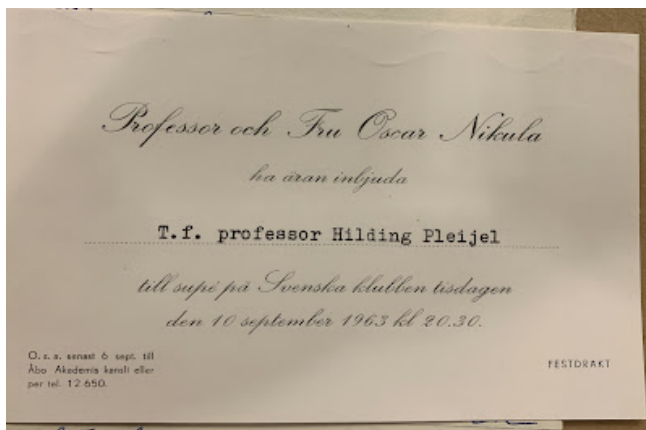 Professor och Fru Oscar Nikula
ha äran inbjuda
T.f. professor Hilding Pleijel
till supé på Svenska klubben tisdagen
den 10 september 1963 kl 20.30.
O. s. a. senast 6 sept. till
Åbo Akademis kansli eller
per tel. 12 650.
FESTDRÄKT